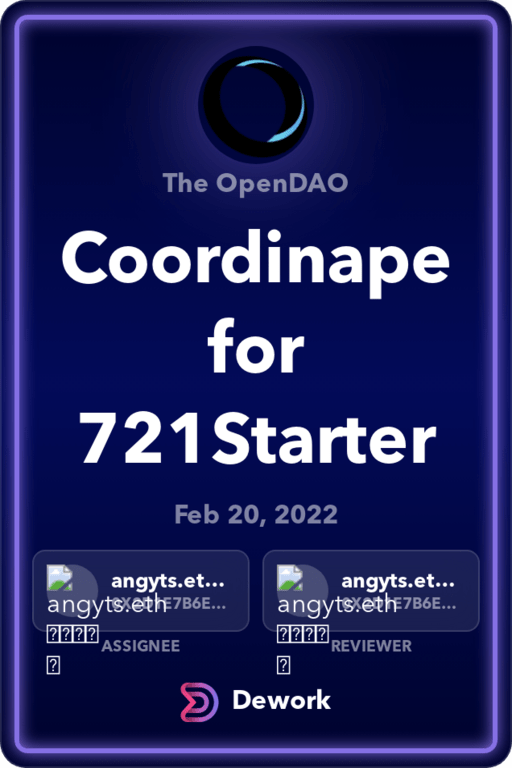 The OpenDAO
Coordinape
for
721Starter
Feb 20, 2022
angyts.et...
angyts.eth
ASSIGNEE
angyts.et...
angyts.eth
REVIEWER
Dework